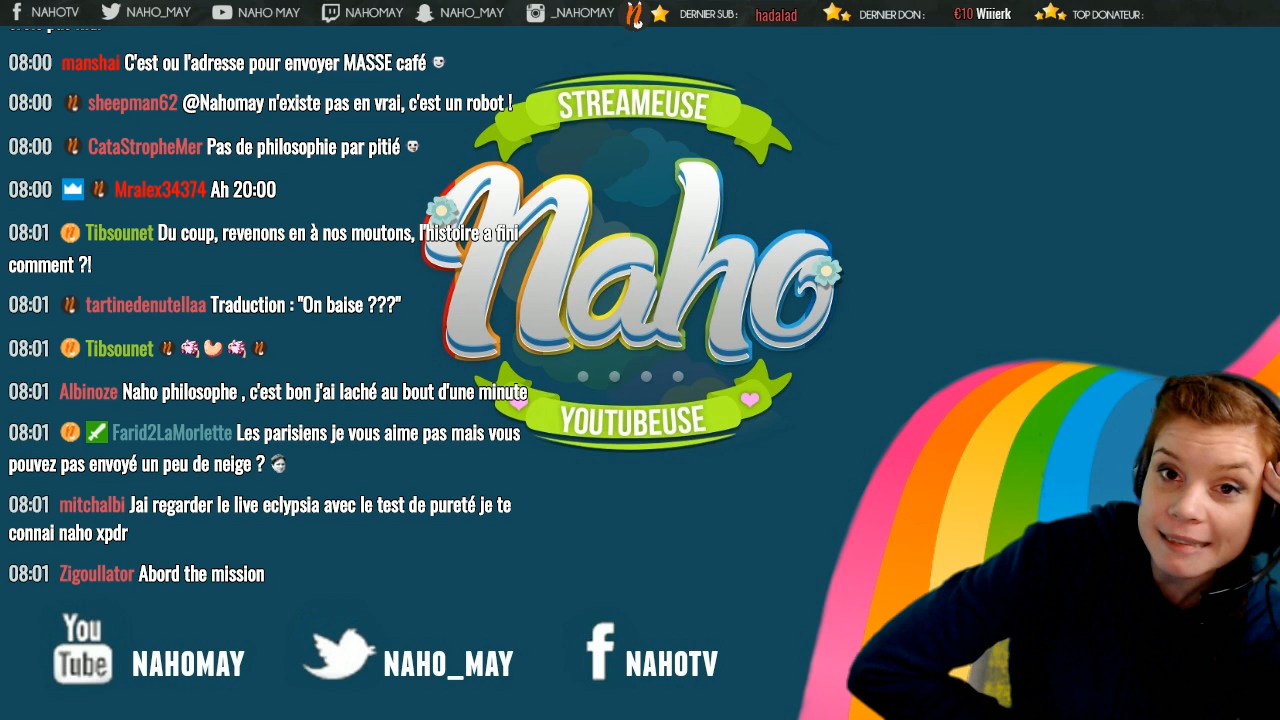 NAHOTV NAHO_MAY NAHO MAY NAHOMAY NAHO_MAY _NAHOMAY DERNIER SUB : hadalad DERNIER DON : €10 Wiiierk TOP DONATEUR :
08:00 manshai C'est ou l'adresse pour envoyer MASSE café
08:00 sheepman62 @Nahomay n'existe pas en vrai, c'est un robot !
08:00 CataStropheMer Pas de philosophie par pitié
08:00 Mralex34374 Ah 20:00
08:01 Tibsounet Du coup, revenons en à nos moutons, l'histoire a fini
comment ?!
08:01 tartinedenutellaa Traduction : "On baise ???"
08:01 Tibsounet
08:01 Albinoze Naho philosophe , c'est bon j'ai laché au bout d'une minute
08:01 Farid2LaMorlette Les parisiens je vous aime pas mais vous
pouvez pas envoyé un peu de neige ?
08:01 mitchalbi Jai regarder le live eclypsia avec le test de pureté je te
connai naho xpdr
08:01 Zigoullator Abord the mission
STREAMEUSE
Naho
YOUTUBEUSE
You
Tube NAHOMAY NAHO_MAY NAHOTV